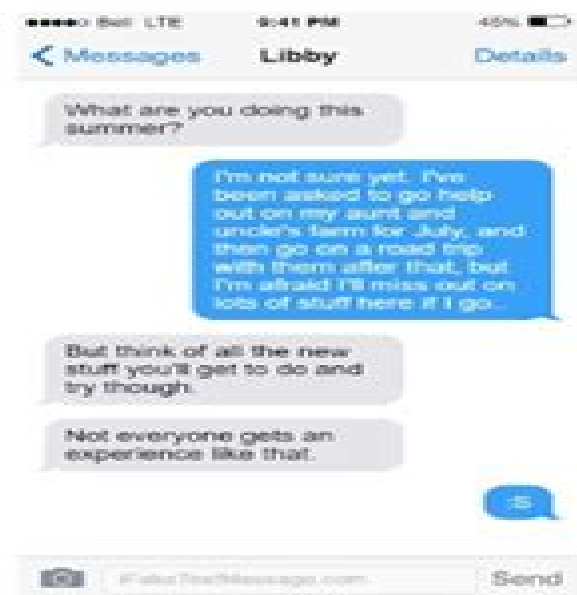 Bell LTE 9:41 PM 45%
Messages Libby Details
What are you doing this
summer?
I'm not sure yet. I've
been asked to go help
out on my aunt and
uncle's farm for July, and
then go on a road trip
with them after that, but
I'm afraid I'll miss out on
lots of stuff here if I go..
But think of all the new
stuff you'll get to do and
try though.
Not everyone gets an
experience like that.
:S
iFakeTextMessage.com Send